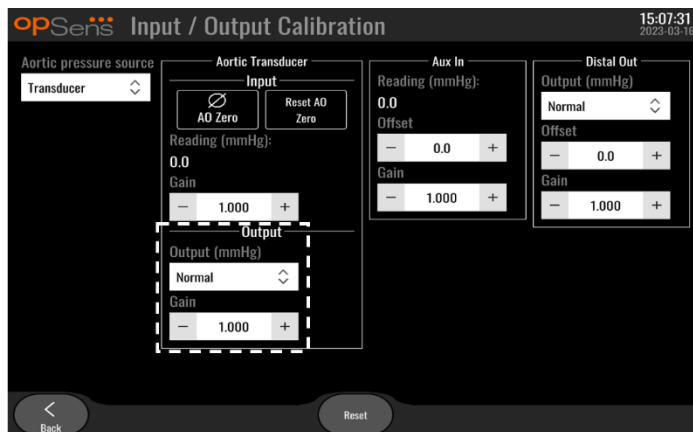 opSens Input / Output Calibration
15:07:31
2023-03-16
Aortic pressure source
Transducer
Aortic Transducer
Input
AO Zero
Reset AO
Zero
Reading (mmHg):
0.0
Gain
− 1.000 +
Output
Output (mmHg)
Normal
Gain
− 1.000 +
Aux In
Reading (mmHg):
0.0
Offset
− 0.0 +
Gain
− 1.000 +
Distal Out
Output (mmHg)
Normal
Offset
− 0.0 +
Gain
− 1.000 +
Back
Reset